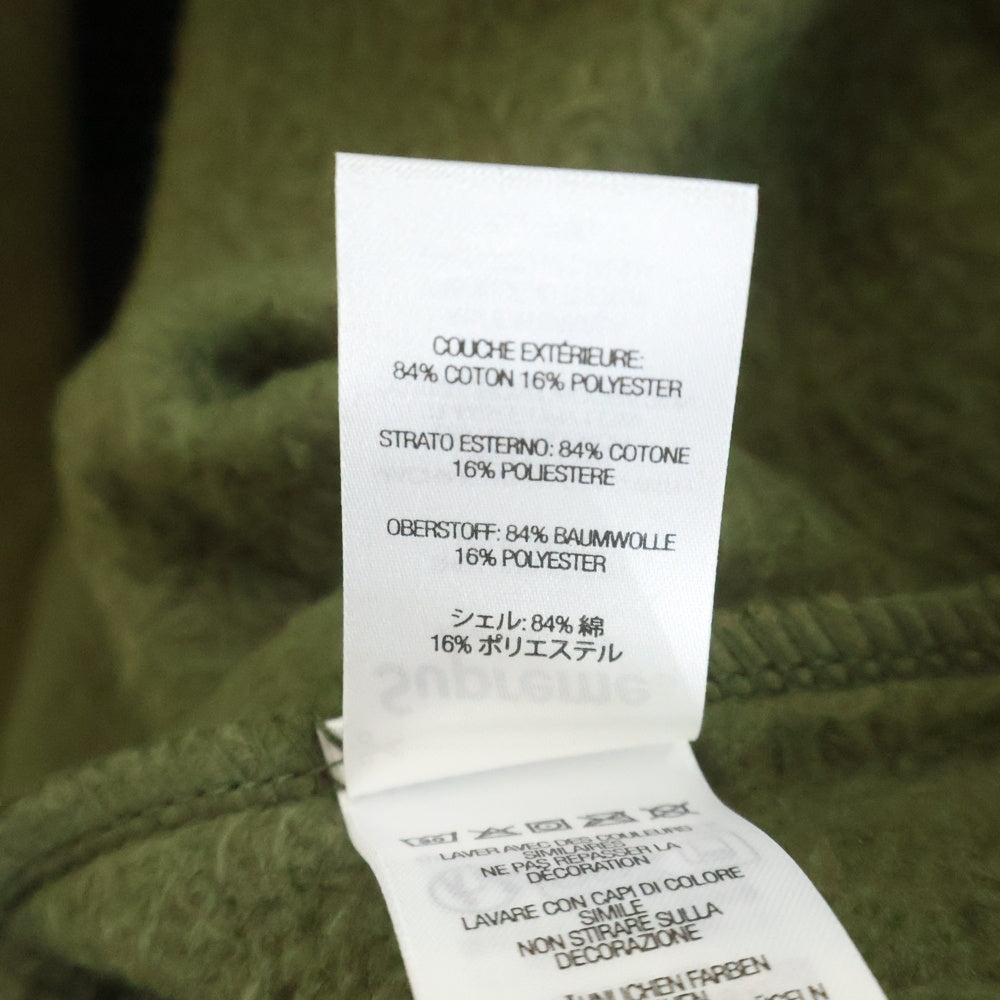 COUCHE EXTÉRIEURE:
84% COTON 16% POLYESTER
STRATO ESTERNO: 84% COTONE
16% POLIESTERE
OBERSTOFF: 84% BAUMWOLLE
16% POLYESTER
シェル: 84% 綿
16% ポリエステル
Supreme
LAVER AVEC DES COULEURS
SIMILAIRES
NE PAS REPASSER LA
DÉCORATION
LAVARE CON CAPI DI COLORE
SIMILE
NON STIRARE SULLA
DECORAZIONE
FARBEN